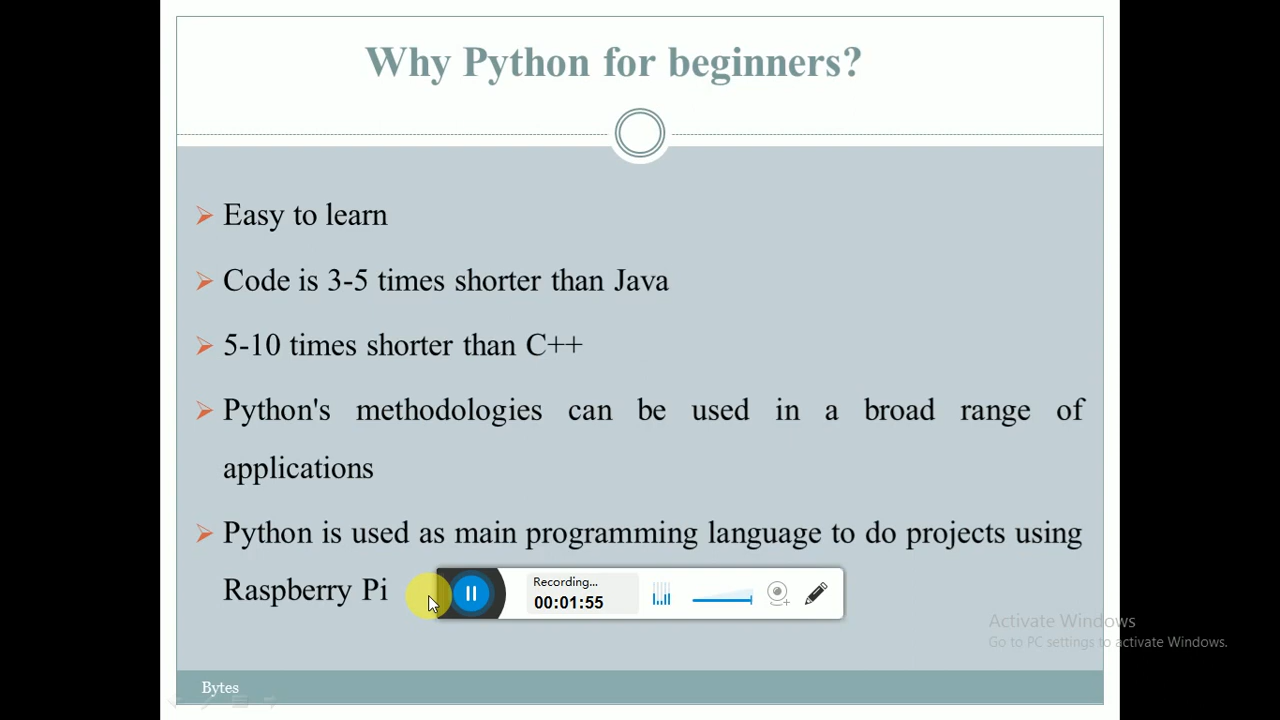 Why Python for beginners?
Easy to learn
Code is 3-5 times shorter than Java
5-10 times shorter than C++
Python's methodologies can be used in a broad range of
applications
Python is used as main programming language to do projects using
Raspberry Pi
Recording...
00:01:55
Activate Windows
Go to PC settings to activate Windows.
Bytes